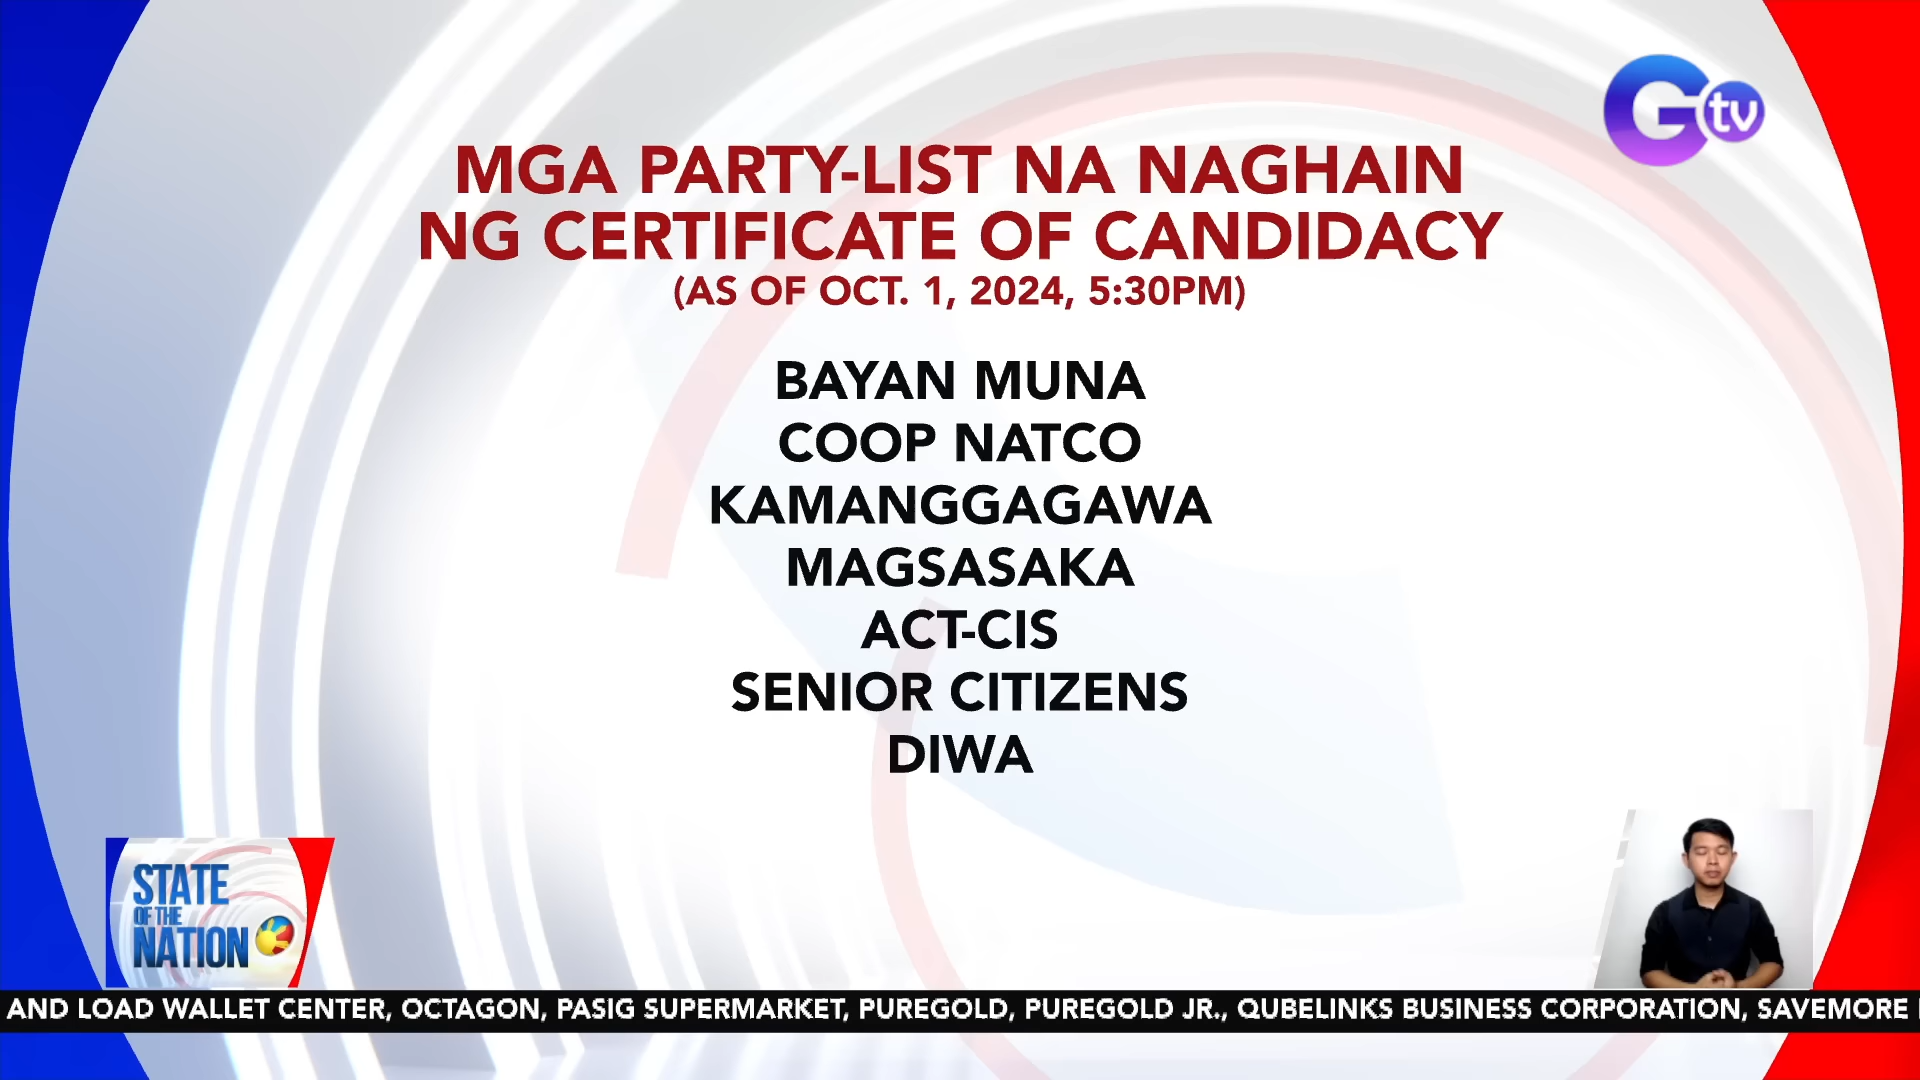 Gtv
MGA PARTY-LIST NA NAGHAIN
NG CERTIFICATE OF CANDIDACY
(AS OF OCT. 1, 2024, 5:30PM)
BAYAN MUNA
COOP NATCO
KAMANGGAGAWA
MAGSASAKA
ACT-CIS
SENIOR CITIZENS
DIWA
STATE
OF THE
NATION
AND LOAD WALLET CENTER, OCTAGON, PASIG SUPERMARKET, PUREGOLD, PUREGOLD JR., QUBELINKS BUSINESS CORPORATION, SAVEMORE